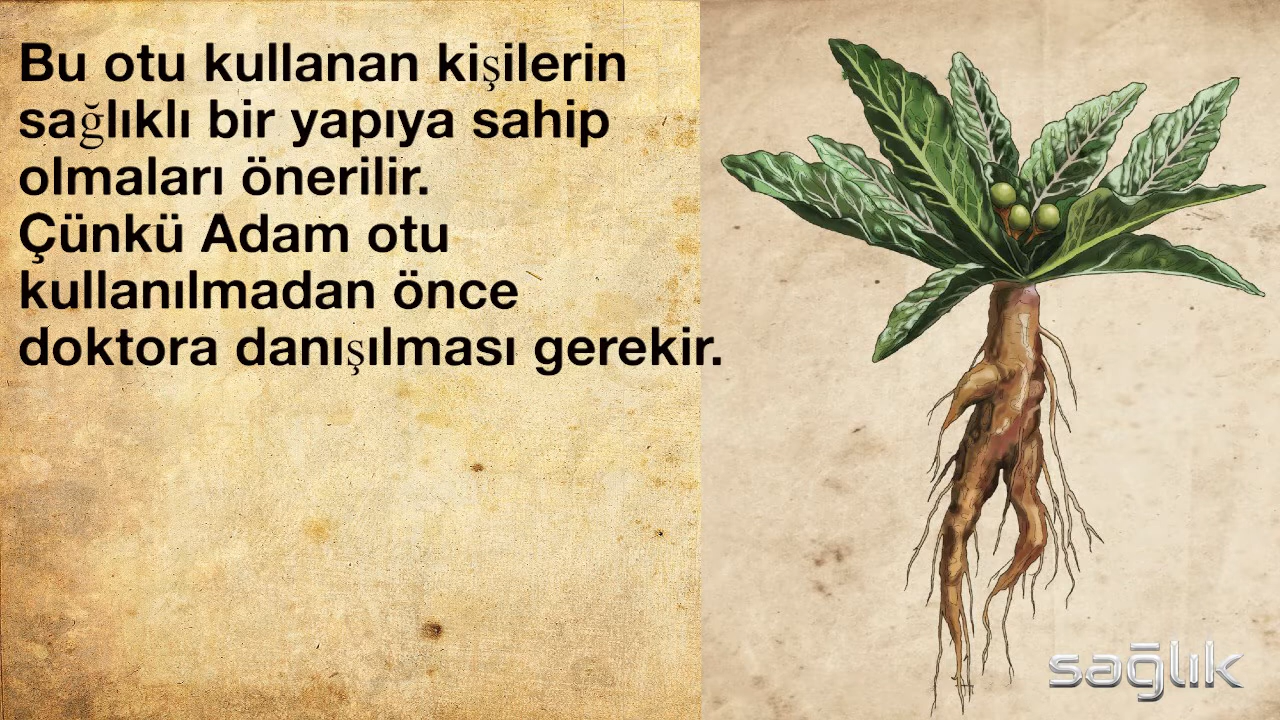 Bu otu kullanan kişilerin
sağlıklı bir yapıya sahip
olmaları önerilir.
Çünkü Adam otu
kullanılmadan önce
doktora danışılması gerekir.
sağlık